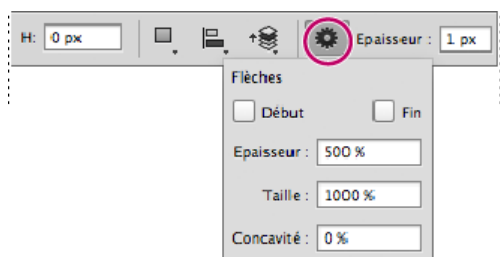 H: 0 px Epaisseur : 1 px
Flèches
Début Fin
Epaisseur : 500 %
Taille : 1000 %
Concavité : 0 %